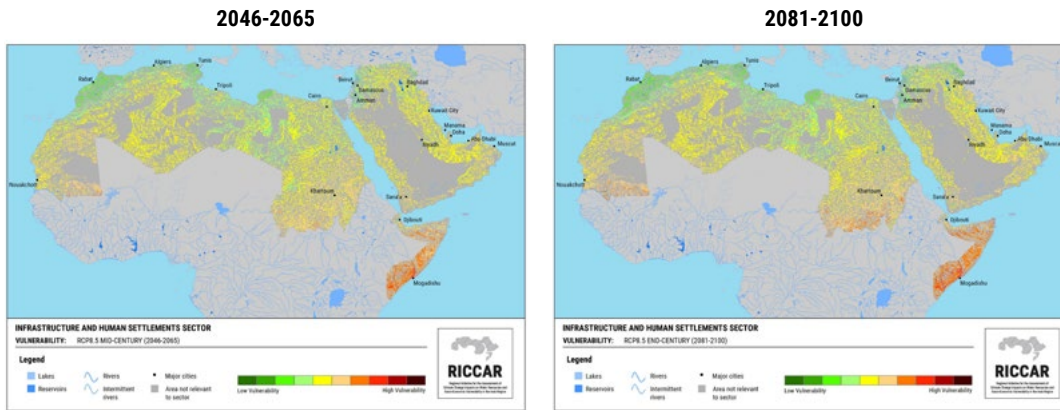 2046-2065
Algiers
Tunis
Rabat
Tripoli
Beirut
Damascus
Baghdad
Amman
Cairo
Kuwait City
Manama
Doha
Riyadh
Abu Dhabi
Muscat
Nouakchott
Khartoum
Sana'a
Djibouti
Mogadishu
INFRASTRUCTURE AND HUMAN SETTLEMENTS SECTOR
VULNERABILITY: RCP8.5 MID-CENTURY (2046-2065)
Legend
Lakes
Rivers
Major cities
Reservoirs
Intermittent
rivers
Area not relevant
to sector
Low Vulnerability
High Vulnerability
RICCAR
2081-2100
Algiers
Tunis
Rabat
Tripoli
Beirut
Damascus
Baghdad
Amman
Cairo
Kuwait City
Manama
Doha
Riyadh
Abu Dhabi
Muscat
Nouakchott
Khartoum
Sana'a
Djibouti
Mogadishu
INFRASTRUCTURE AND HUMAN SETTLEMENTS SECTOR
VULNERABILITY: RCP8.5 END-CENTURY (2081-2100)
Legend
Lakes
Rivers
Major cities
Reservoirs
Intermittent
rivers
Area not relevant
to sector
Low Vulnerability
High Vulnerability
RICCAR